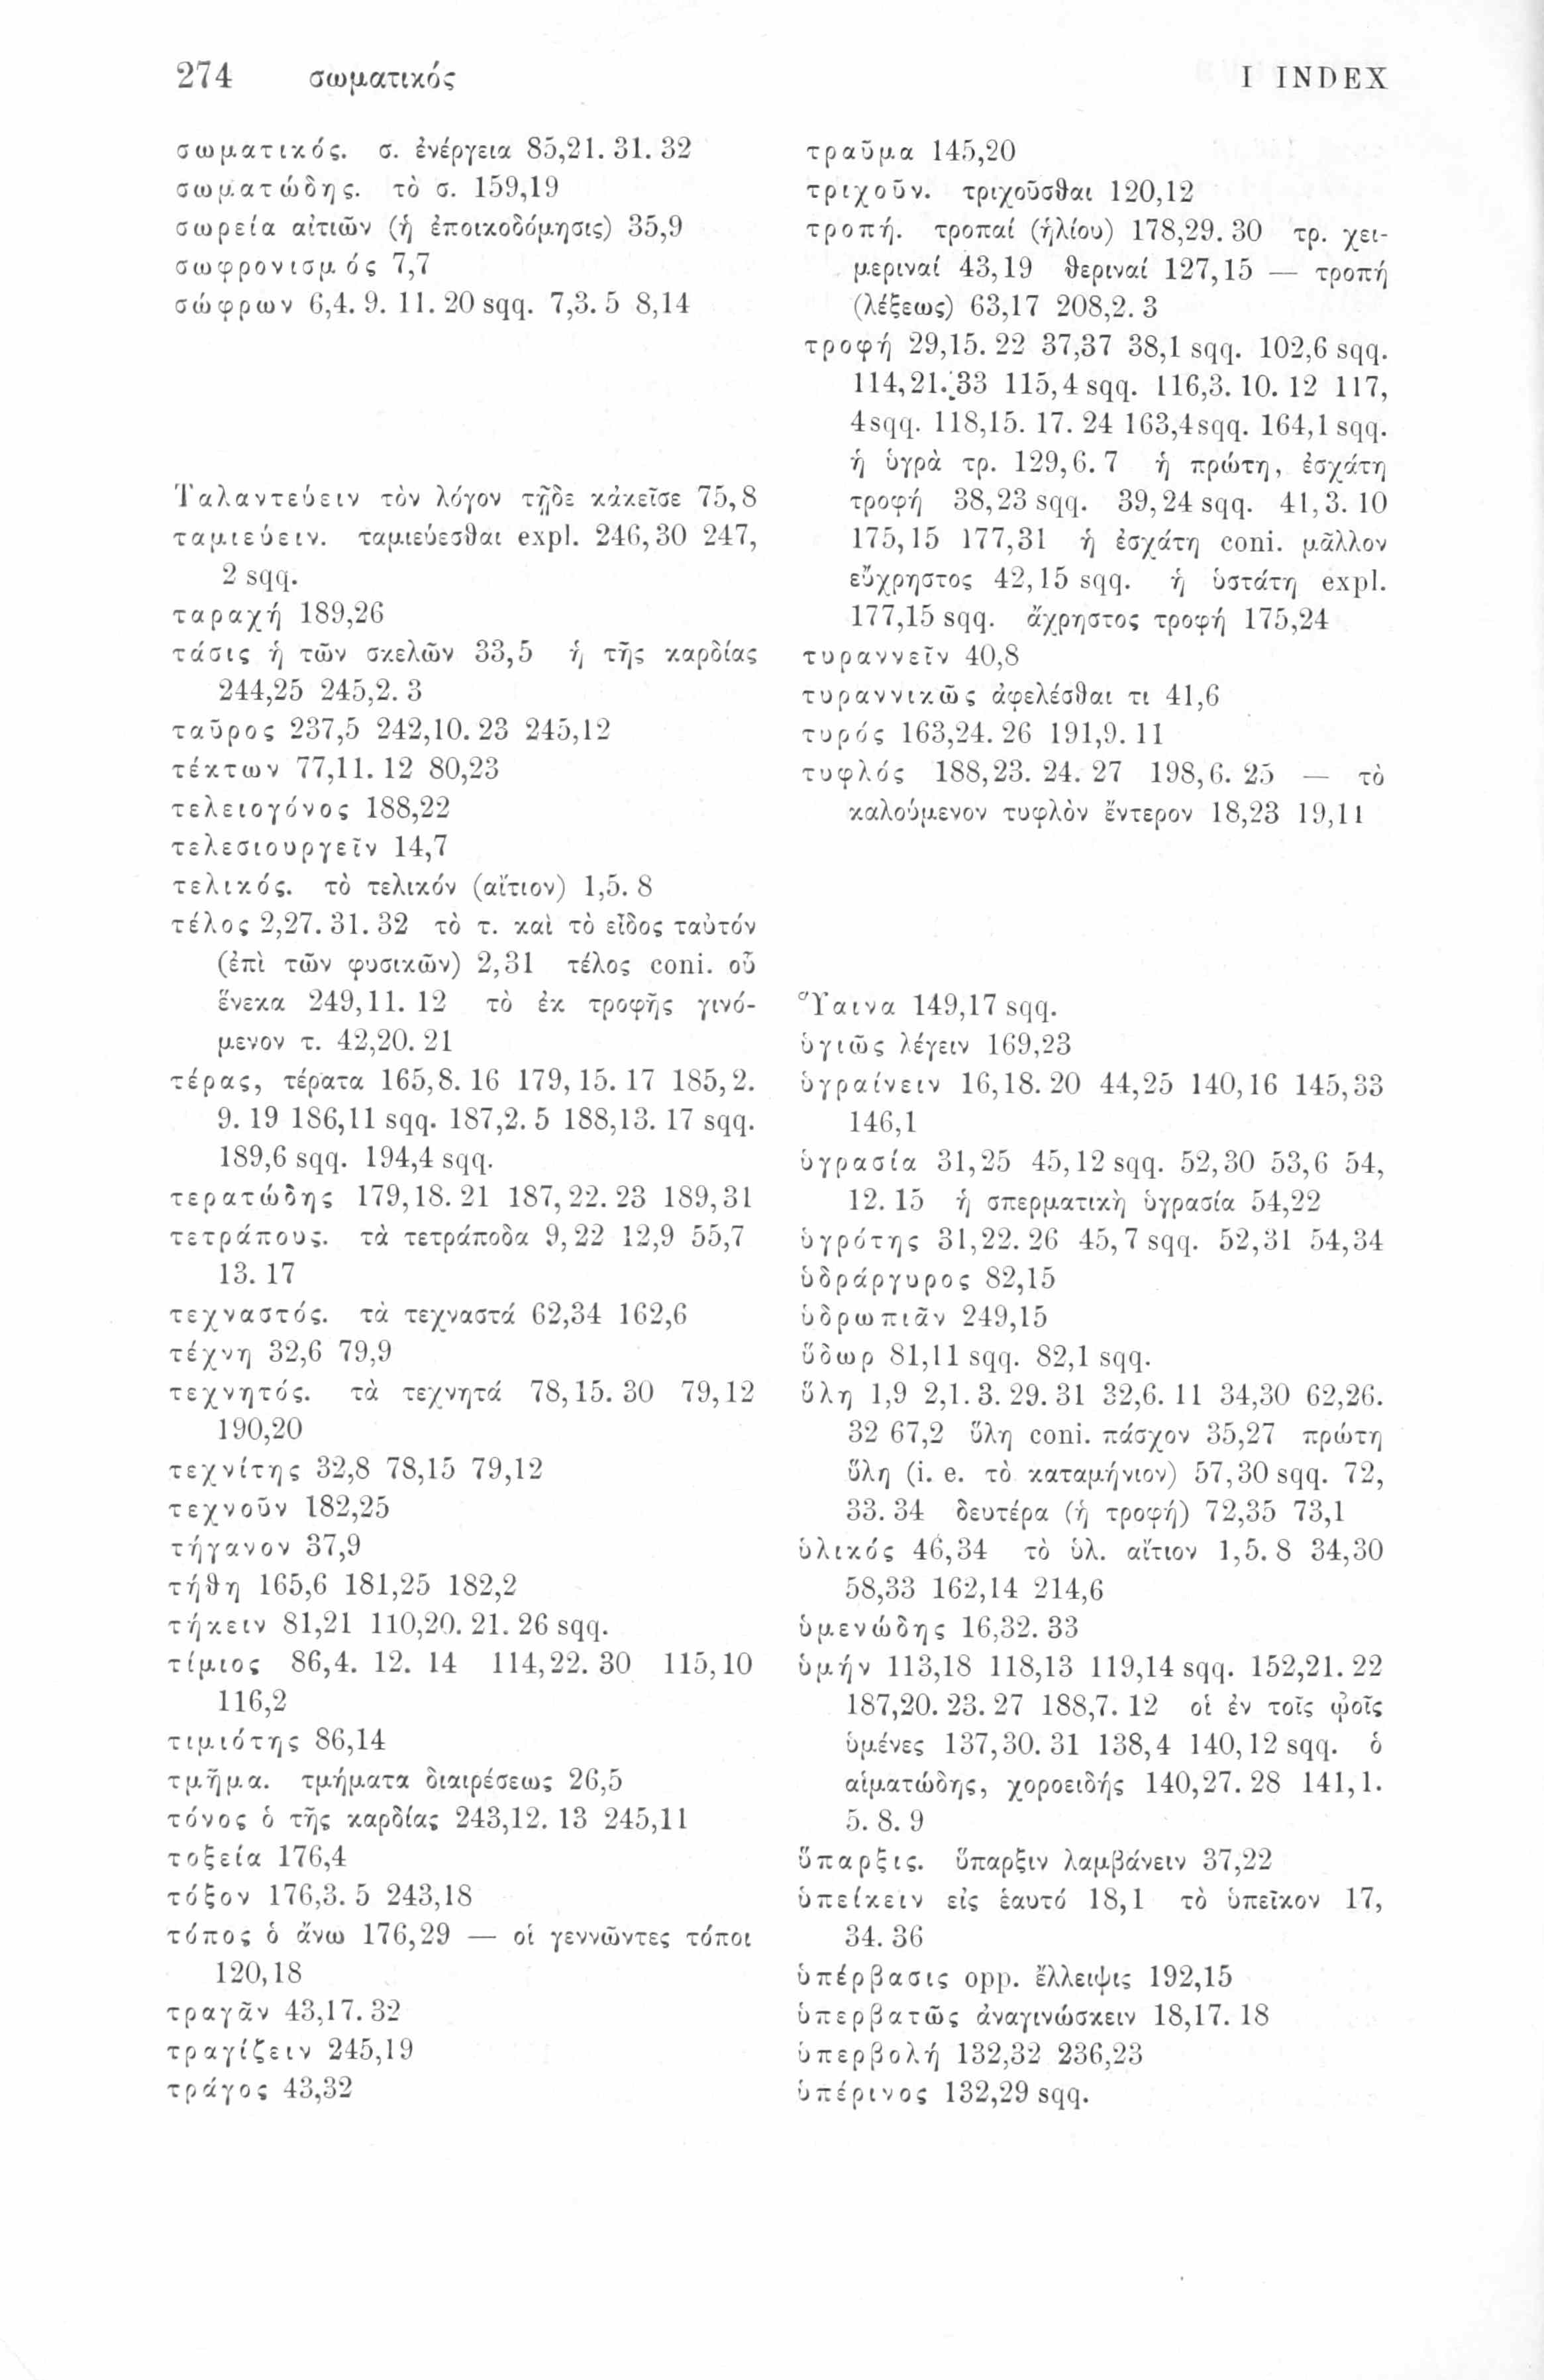 274 σωματικός I INDEX
σωματικός. σ. ἐνέργεια 85,21. 31. 32
σωματώδης. τὸ σ. 159,19
σωρεία αἰτιῶν (ἡ ἐποικοδόμησις) 35,9
σωφρονισμός 7,7
σώφρων 6,4. 9. 11. 20 sqq. 7,3. 5 8,14
Ταλαντεύειν τὸν λόγον τῇδε κἀκεῖσε 75,8
ταμιεύειν. ταμιεύεσθαι expl. 246,30 247,
2 sqq.
ταραχή 189,26
τάσις ἡ τῶν σκελῶν 33,5 ἡ τῆς καρδίας
244,25 245,2. 3
ταῦρος 237,5 242,10. 23 245,12
τέκτων 77,11. 12 80,23
τελειογόνος 188,22
τελεσιουργεῖν 14,7
τελικός. τὸ τελικόν (αἴτιον) 1,5. 8
τέλος 2,27. 31. 32 τὸ τ. καὶ τὸ εἶδος ταὐτόν
(ἐπὶ τῶν φυσικῶν) 2,31 τέλος coni. οὗ
ἕνεκα 249,11. 12 τὸ ἐκ τροφῆς γινό-
μενον τ. 42,20. 21
τέρας, τέρατα 165,8. 16 179,15. 17 185,2.
9. 19 186,11 sqq. 187,2. 5 188,13. 17 sqq.
189,6 sqq. 194,4 sqq.
τερατώδης 179,18. 21 187,22. 23 189,31
τετράπους. τὰ τετράποδα 9,22 12,9 55,7
13. 17
τεχναστός. τὰ τεχναστά 62,34 162,6
τέχνη 32,6 79,9
τεχνητός. τὰ τεχνητά 78,15. 30 79,12
190,20
τεχνίτης 32,8 78,15 79,12
τεχνοῦν 182,25
τήγανον 37,9
τήθη 165,6 181,25 182,2
τήκειν 81,21 110,20. 21. 26 sqq.
τίμιος 86,4. 12. 14 114,22. 30 115,10
116,2
τιμιότης 86,14
τμῆμα. τμήματα διαιρέσεως 26,5
τόνος ὁ τῆς καρδίας 243,12. 13 245,11
τοξεία 176,4
τόξον 176,3. 5 243,18
τόπος ὁ ἄνω 176,29 — οἱ γεννῶντες τόποι
120,18
τραγᾶν 43,17. 32
τραγίζειν 245,19
τράγος 43,32
τραῦμα 145,20
τριχοῦν. τριχοῦσθαι 120,12
τροπή. τροπαί (ἡλίου) 178,29. 30 τρ. χει-
μεριναί 43,19 θεριναί 127,15 — τροπή
(λέξεως) 63,17 208,2. 3
τροφή 29,15. 22 37,37 38,1 sqq. 102,6 sqq.
114,21. 33 115,4 sqq. 116,3. 10. 12 117,
4 sqq. 118,15. 17. 24 163,4 sqq. 164,1 sqq.
ἡ ὑγρὰ τρ. 129,6. 7 ἡ πρώτη, ἐσχάτη
τροφή 38,23 sqq. 39,24 sqq. 41,3. 10
175,15 177,31 ἡ ἐσχάτη coni. μᾶλλον
εὔχρηστος 42,15 sqq. ἡ ὑστάτη expl.
177,15 sqq. ἄχρηστος τροφή 175,24
τυραννεῖν 40,8
τυραννικῶς ἀφελέσθαι τι 41,6
τυρός 163,24. 26 191,9. 11
τυφλός 188,23. 24. 27 198,6. 25 — τὸ
καλούμενον τυφλὸν ἔντερον 18,23 19,11
Ὕαινα 149,17 sqq.
ὑγιῶς λέγειν 169,23
ὑγραίνειν 16,18. 20 44,25 140,16 145,33
146,1
ὑγρασία 31,25 45,12 sqq. 52,30 53,6 54,
12. 15 ἡ σπερματικὴ ὑγρασία 54,22
ὑγρότης 31,22. 26 45,7 sqq. 52,31 54,34
ὑδράργυρος 82,15
ὑδρωπιᾶν 249,15
ὕδωρ 81,11 sqq. 82,1 sqq.
ὕλη 1,9 2,1. 3. 29. 31 32,6. 11 34,30 62,26.
32 67,2 ὕλη coni. πάσχον 35,27 πρώτη
ὕλη (i. e. τὸ καταμήνιον) 57,30 sqq. 72,
33. 34 δευτέρα (ἡ τροφή) 72,35 73,1
ὑλικός 46,34 τὸ ὑλ. αἴτιον 1,5. 8 34,30
58,33 162,14 214,6
ὑμενώδης 16,32. 33
ὑμήν 113,18 118,13 119,14 sqq. 152,21. 22
187,20. 23. 27 188,7. 12 οἱ ἐν τοῖς ᾠοῖς
ὑμένες 137,30. 31 138,4 140,12 sqq. ὁ
αἱματώδης, χοροειδής 140,27. 28 141,1.
5. 8. 9
ὕπαρξις. ὕπαρξιν λαμβάνειν 37,22
ὑπείκειν εἰς ἑαυτό 18,1 τὸ ὑπεῖκον 17,
34. 36
ὑπέρβασις opp. ἔλλειψις 192,15
ὑπερβατῶς ἀναγινώσκειν 18,17. 18
ὑπερβολή 132,32 236,23
ὑπέρινος 132,29 sqq.